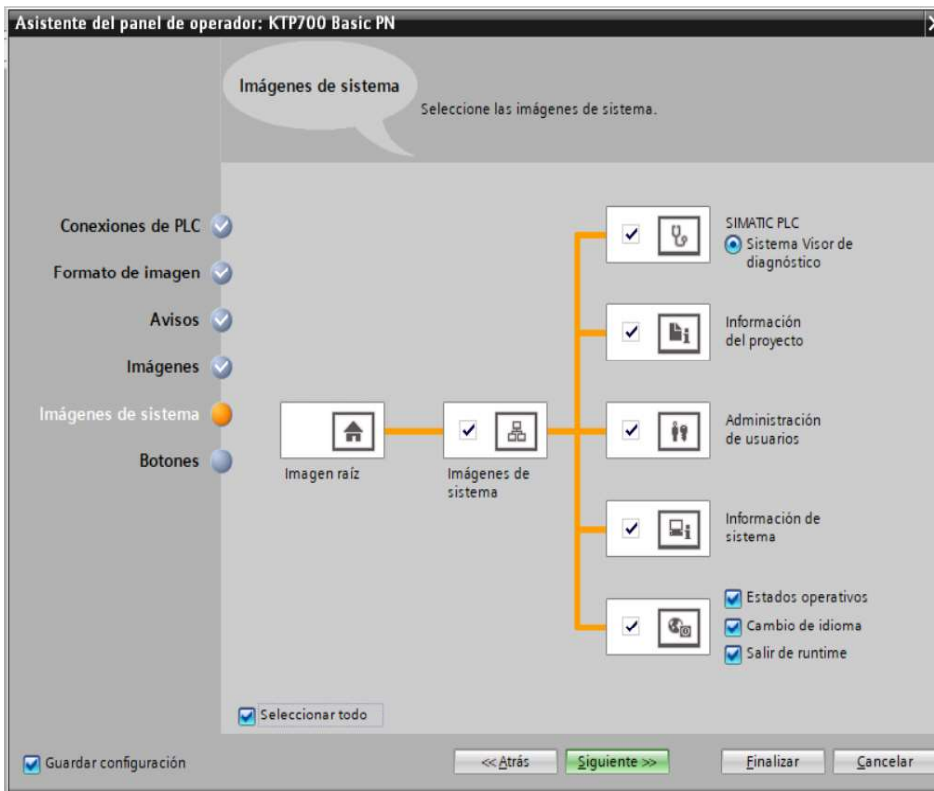 Asistente del panel de operador: KTP700 Basic PN
Imágenes de sistema
Seleccione las imágenes de sistema.
Conexiones de PLC
Formato de imagen
Avisos
Imágenes
Imágenes de sistema
Botones
Imagen raíz
Imágenes de
sistema
SIMATIC PLC
Sistema Visor de
diagnóstico
Información
del proyecto
Administración
de usuarios
Información de
sistema
Estados operativos
Cambio de idioma
Salir de runtime
Seleccionar todo
Guardar configuración
<< Atrás
Siguiente >>
Finalizar
Cancelar